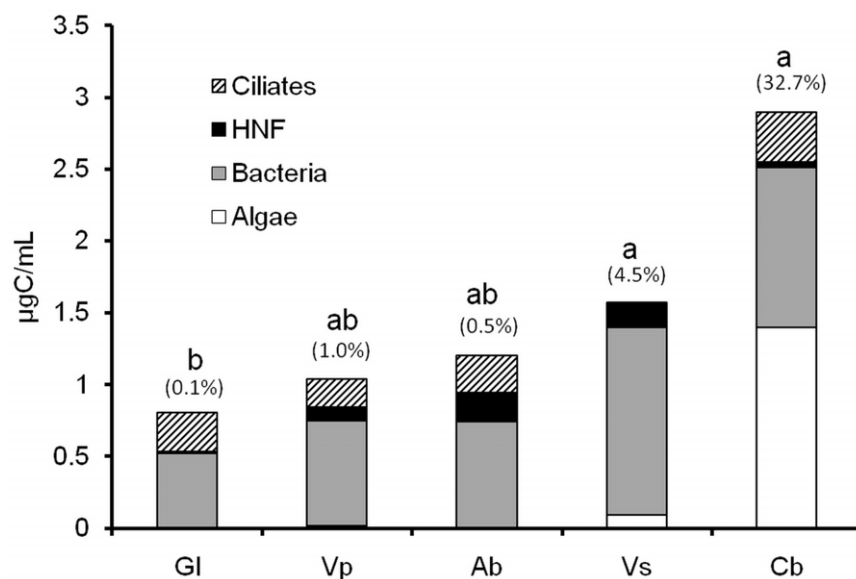 3.5
3
2.5
2
1.5
1
0.5
0
µgC/mL
Ciliates
HNF
Bacteria
Algae
b
(0.1%)
ab
(1.0%)
ab
(0.5%)
a
(4.5%)
a
(32.7%)
Gl Vp Ab Vs Cb